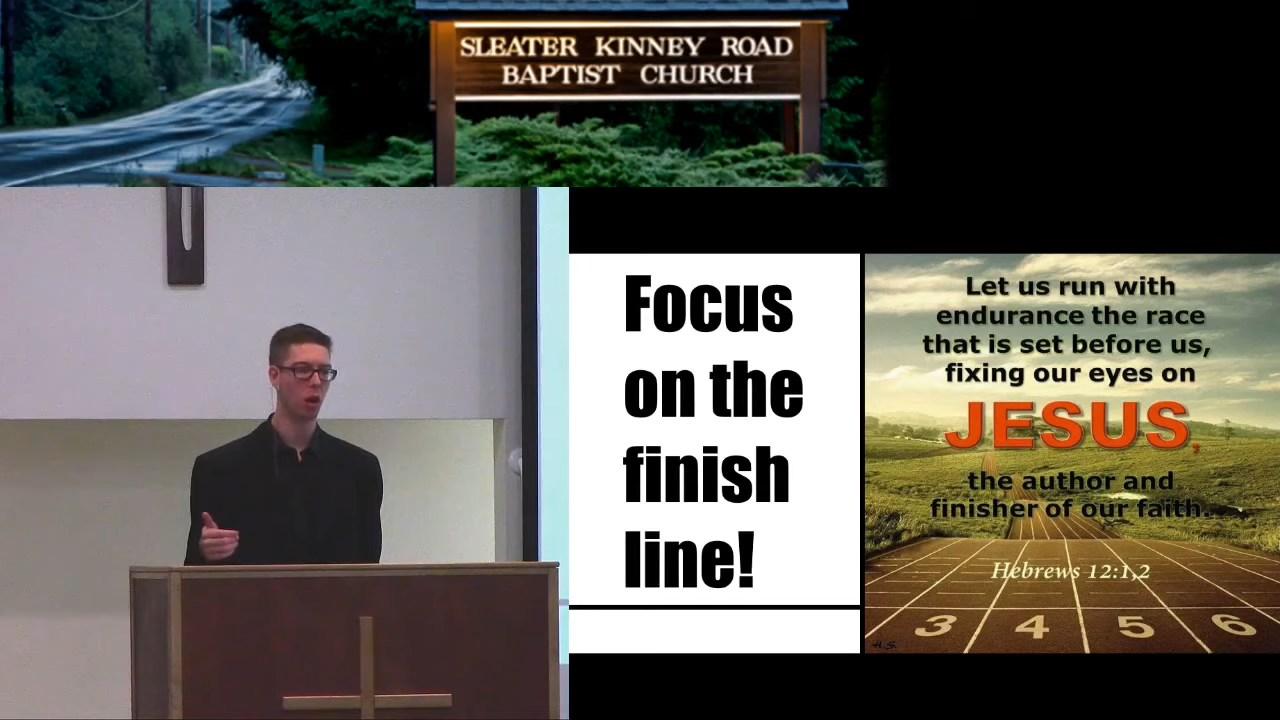 SLEATER KINNEY ROAD
BAPTIST CHURCH
Focus
on the
finish
line!
Let us run with
endurance the race
that is set before us,
fixing our eyes on
JESUS,
the author and
finisher of our faith.
Hebrews 12:1,2
3 4 5 6
H.S.